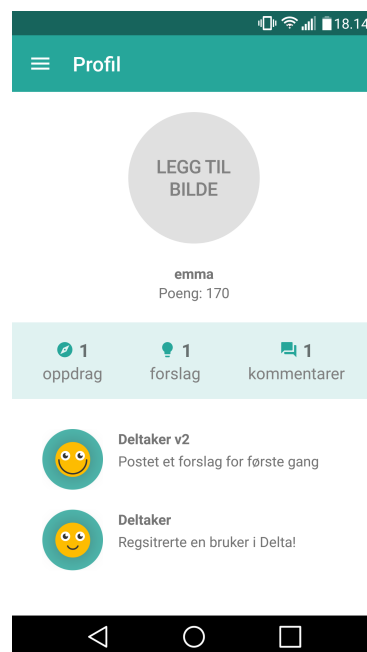 18.14
Profil
LEGG TIL
BILDE
emma
Poeng: 170
1 1 1
oppdrag forslag kommentarer
Deltaker v2
Postet et forslag for første gang
Deltaker
Regsitrerte en bruker i Delta!